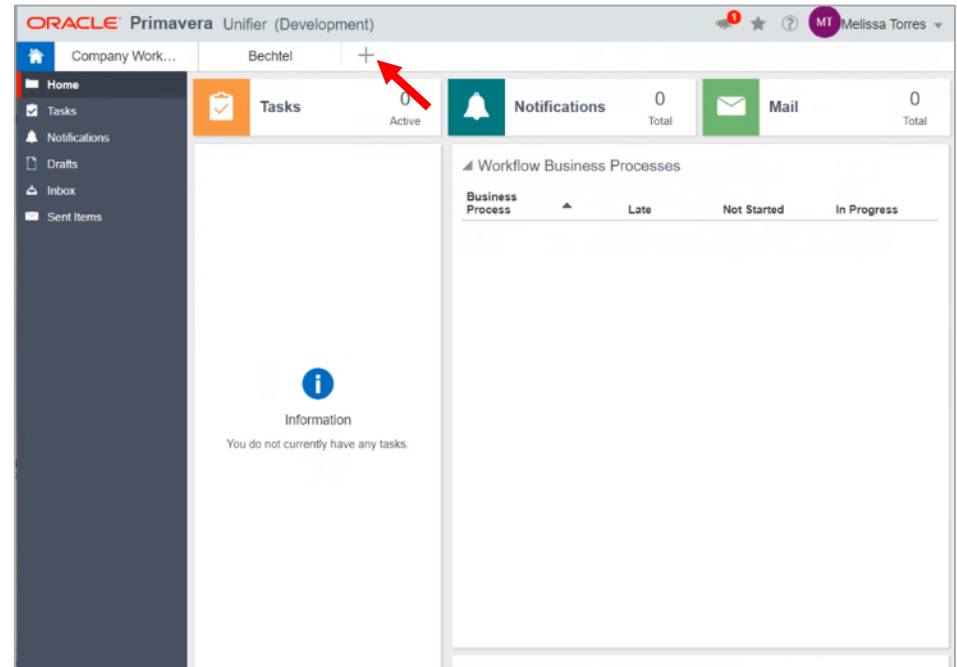 ORACLE Primavera Unifier (Development)
1
MT Melissa Torres
Company Work...
Bechtel
Home
Tasks
Notifications
Drafts
Inbox
Sent Items
Tasks
0
Active
Notifications
0
Total
Mail
0
Total
Workflow Business Processes
Business
Process Late Not Started In Progress
Information
You do not currently have any tasks.